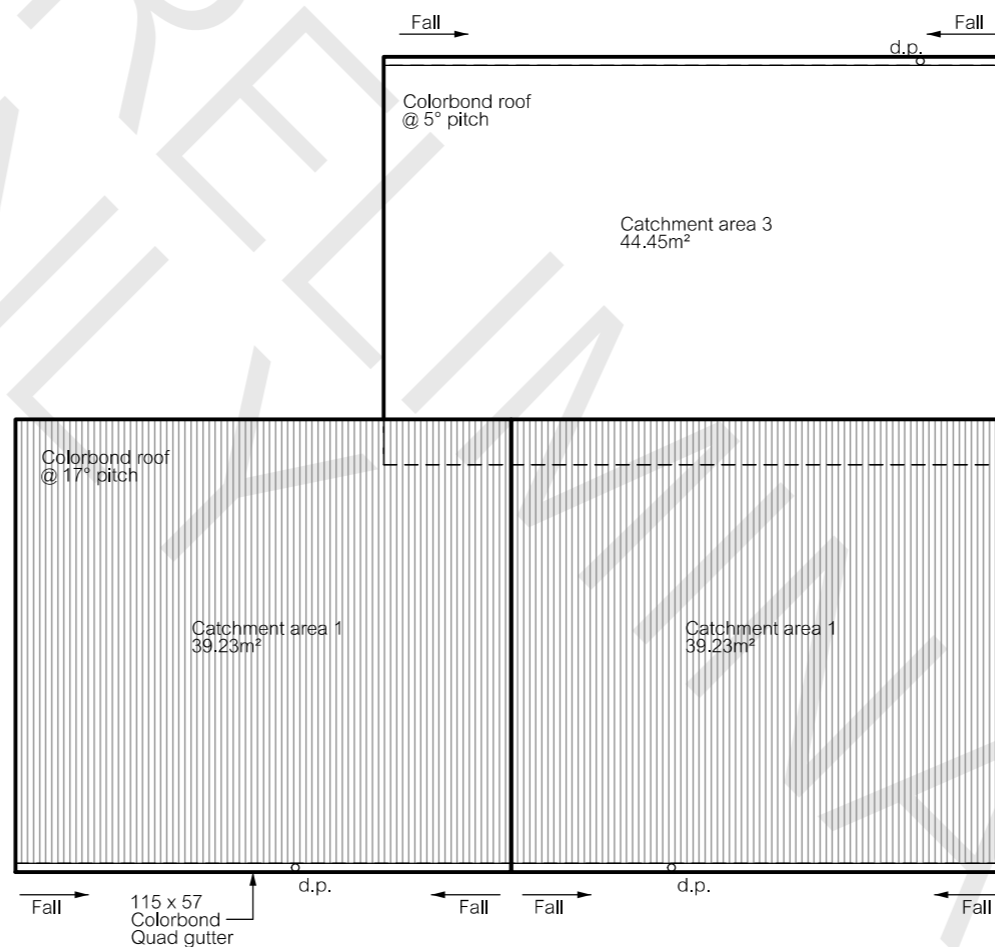 Fall
Fall
d.p.
Colorbond roof
@ 5° pitch
Catchment area 3
44.45m²
Colorbond roof
@ 17° pitch
Catchment area 1
39.23m²
Catchment area 1
39.23m²
d.p.
d.p.
Fall
115 x 57
Colorbond
Quad gutter
Fall
Fall
Fall